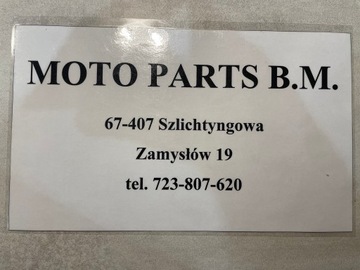 MOTO PARTS B.M.
67-407 Szlichtyngowa
Zamysłów 19
tel. 723-807-620